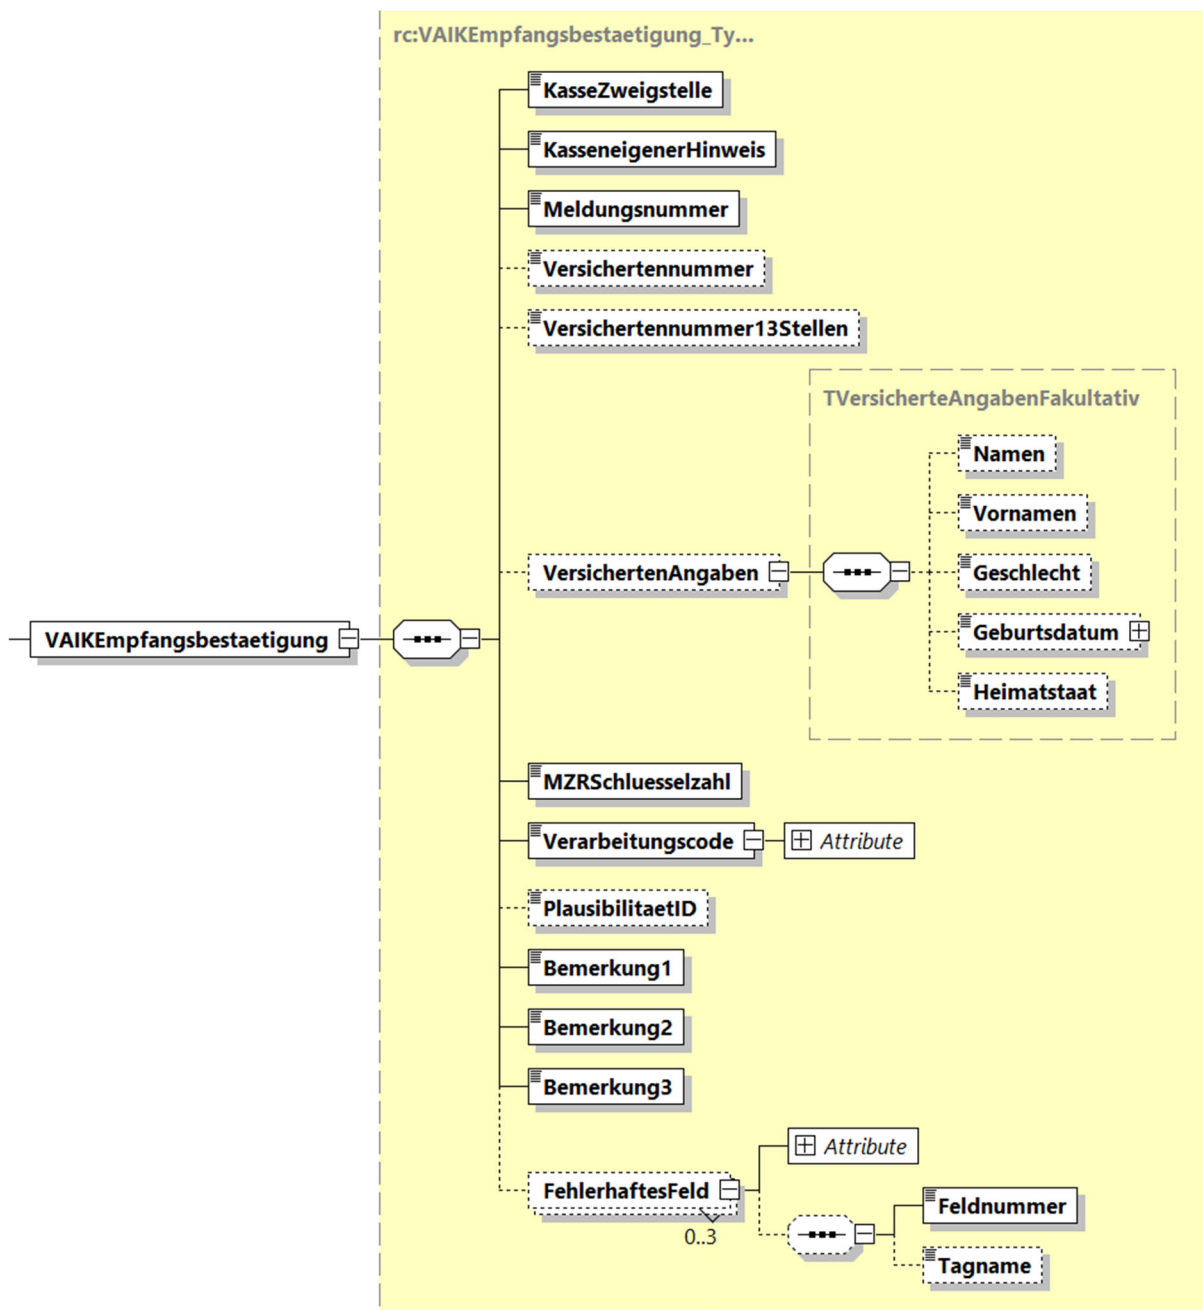 rc:VAIKEmpfangsbestaetigung_Ty...
KasseZweigstelle
KasseneigenerHinweis
Meldungsnummer
Versichertennummer
Versichertennummer13Stellen
TVersicherteAngabenFakultativ
Namen
Vornamen
VersichertenAngaben
Geschlecht
Geburtsdatum
Heimatstaat
VAIKEmpfangsbestaetigung
MZRSchluesselzahl
Verarbeitungscode
Attribute
PlausibilitaetID
Bemerkung1
Bemerkung2
Bemerkung3
Attribute
FehlerhaftesFeld
0..3
Feldnummer
Tagname